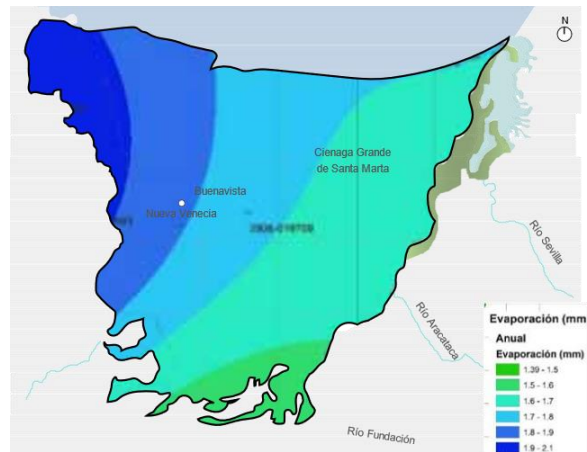 N
Cienaga Grande
de Santa Marta
Buenavista
Nueva Venecia
Río Sevilla
Río Aracataca
Río Fundación
Evaporación (mm
Anual
Evaporación (mm)
1.39 - 1.5
1.5 - 1.6
1.6 - 1.7
1.7 - 1.8
1.8 - 1.9
1.9 - 2.1